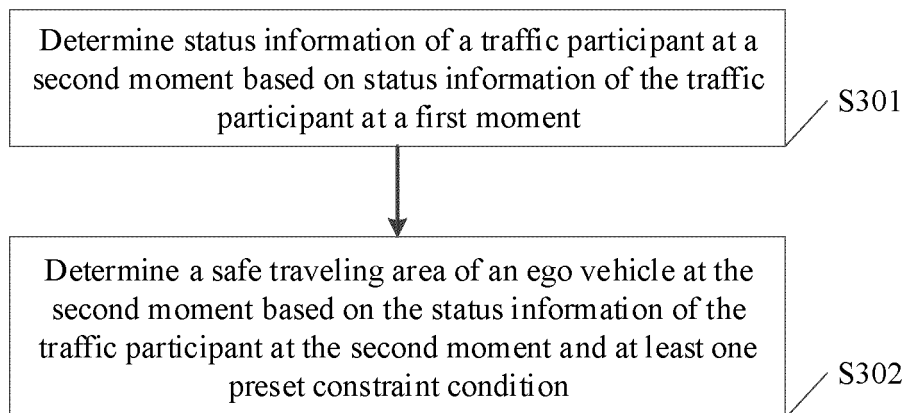 Determine status information of a traffic participant at a
second moment based on status information of the traffic
participant at a first moment
S301
Determine a safe traveling area of an ego vehicle at the
second moment based on the status information of the
traffic participant at the second moment and at least one
preset constraint condition
S302